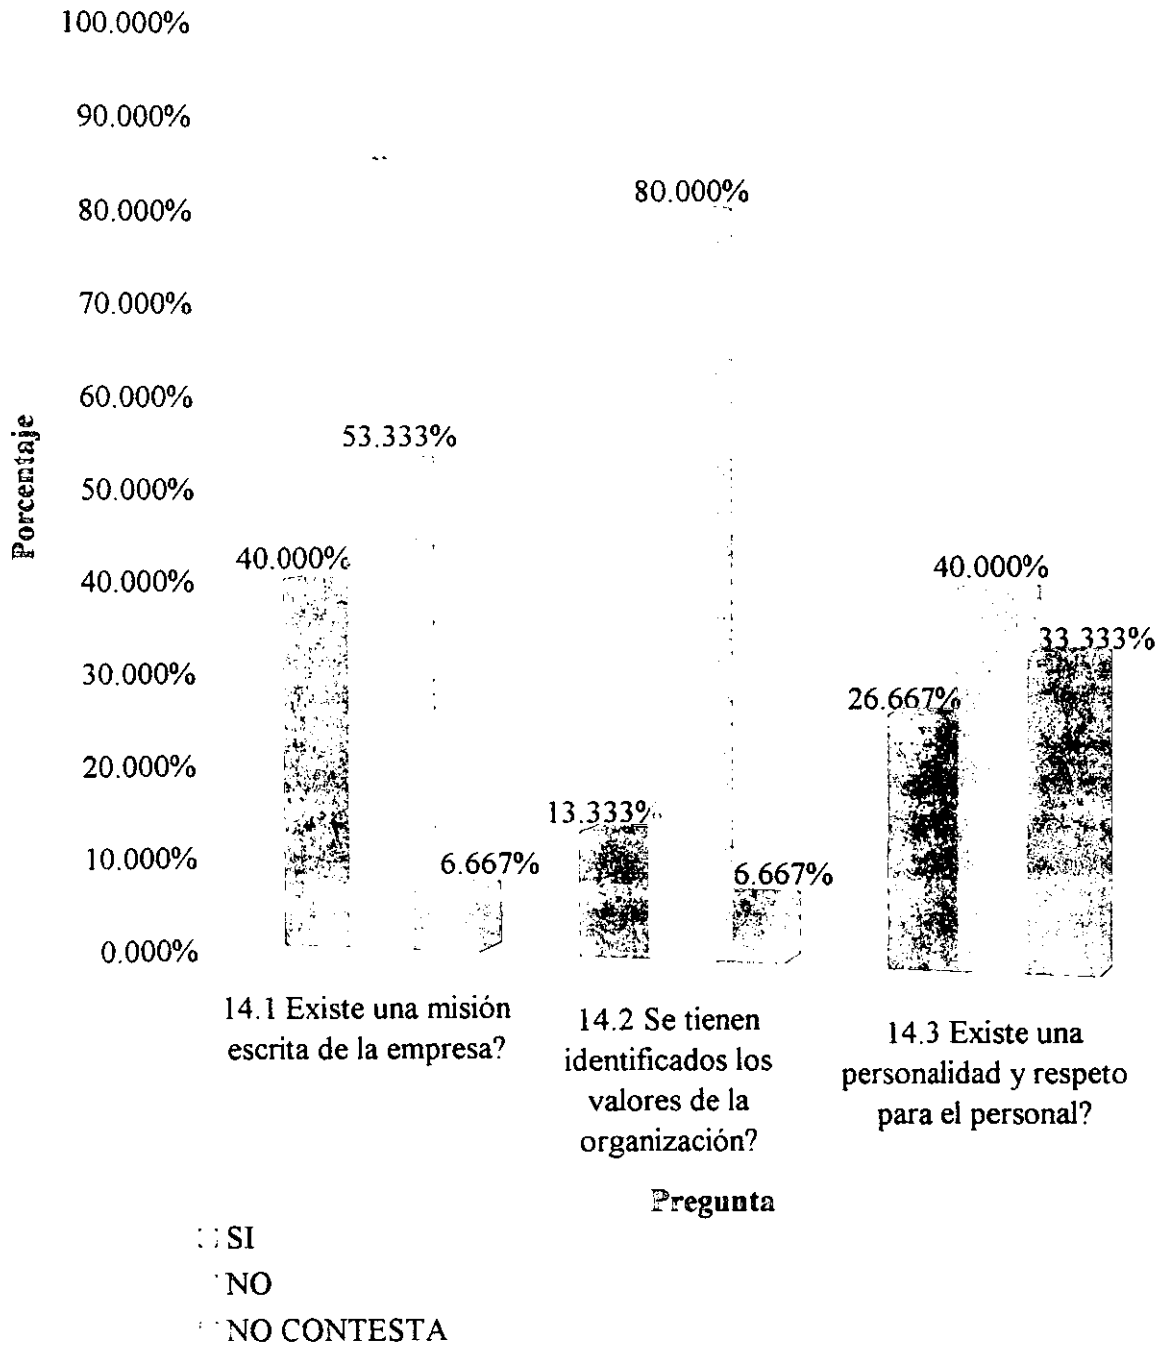 100.000%
90.000%
80.000%
80.000%
70.000%
60.000%
53.333%
50.000%
40.000%
40.000%
40.000%
33.333%
30.000%
26.667%
20.000%
13.333%
10.000%
6.667%
6.667%
0.000%
Porcentaje
14.1 Existe una misión
escrita de la empresa?
14.2 Se tienen
identificados los
valores de la
organización?
14.3 Existe una
personalidad y respeto
para el personal?
Pregunta
SI
NO
NO CONTESTA